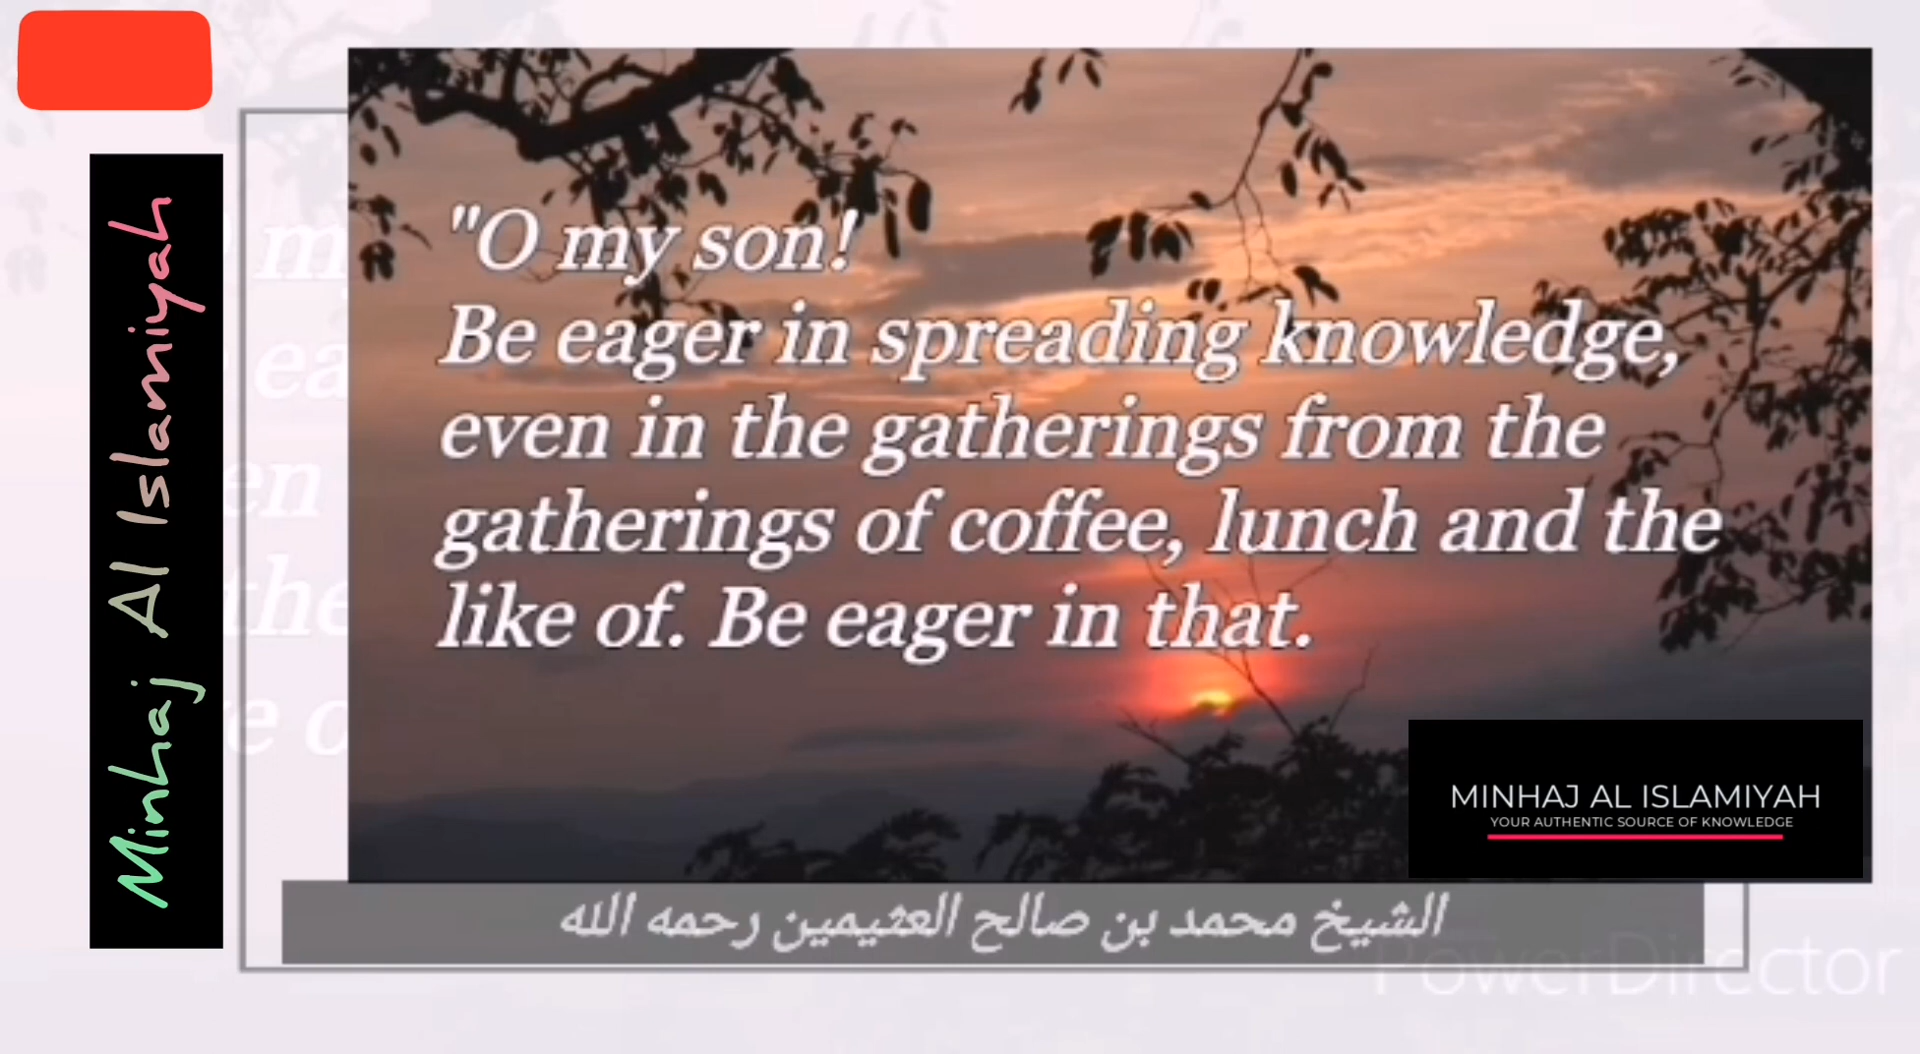 Minhaj Al Islamiyah
"O my son!
Be eager in spreading knowledge,
even in the gatherings from the
gatherings of coffee, lunch and the
like of. Be eager in that.
MINHAJ AL ISLAMIYAH
YOUR AUTHENTIC SOURCE OF KNOWLEDGE
الشيخ محمد بن صالح العثيمين رحمه الله
PowerDirector